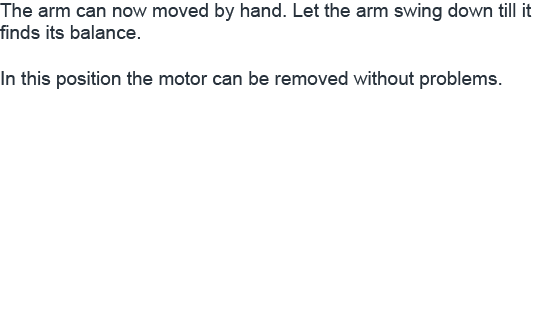 The arm can now moved by hand. Let the arm swing down till it
finds its balance.
In this position the motor can be removed without problems.